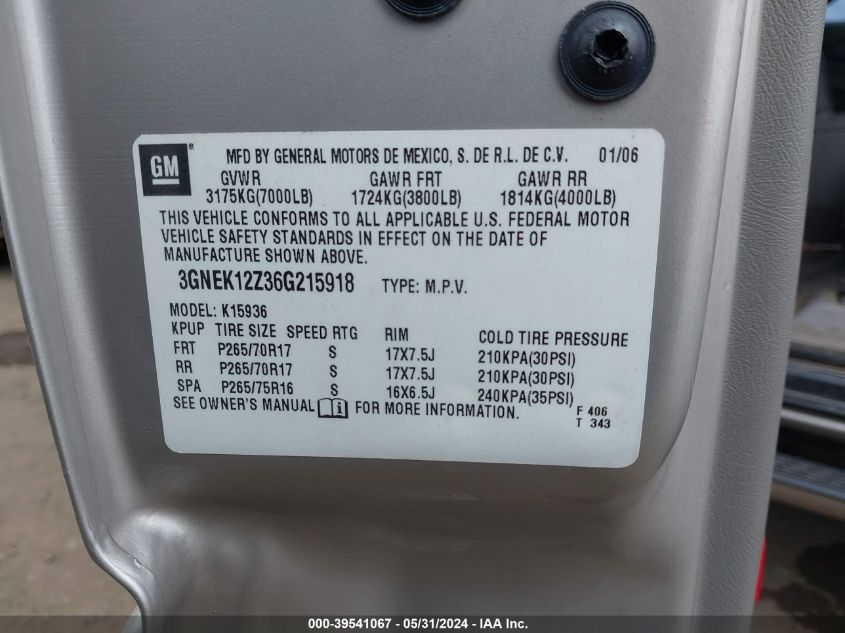 GM ® MFD BY GENERAL MOTORS DE MEXICO, S. DE R.L. DE C.V. 01/06
GVWR GAWR FRT GAWR RR
3175KG(7000LB) 1724KG(3800LB) 1814KG(4000LB)
THIS VEHICLE CONFORMS TO ALL APPLICABLE U.S. FEDERAL MOTOR
VEHICLE SAFETY STANDARDS IN EFFECT ON THE DATE OF
MANUFACTURE SHOWN ABOVE.
3GNEK12Z36G215918 TYPE: M.P.V.
MODEL: K15936
KPUP TIRE SIZE SPEED RTG RIM COLD TIRE PRESSURE
FRT P265/70R17 S 17X7.5J 210KPA(30PSI)
RR P265/70R17 S 17X7.5J 210KPA(30PSI)
SPA P265/75R16 S 16X6.5J 240KPA(35PSI)
SEE OWNER'S MANUAL i FOR MORE INFORMATION.
F 406
T 343
000-39541067 - 05/31/2024 - IAA Inc.